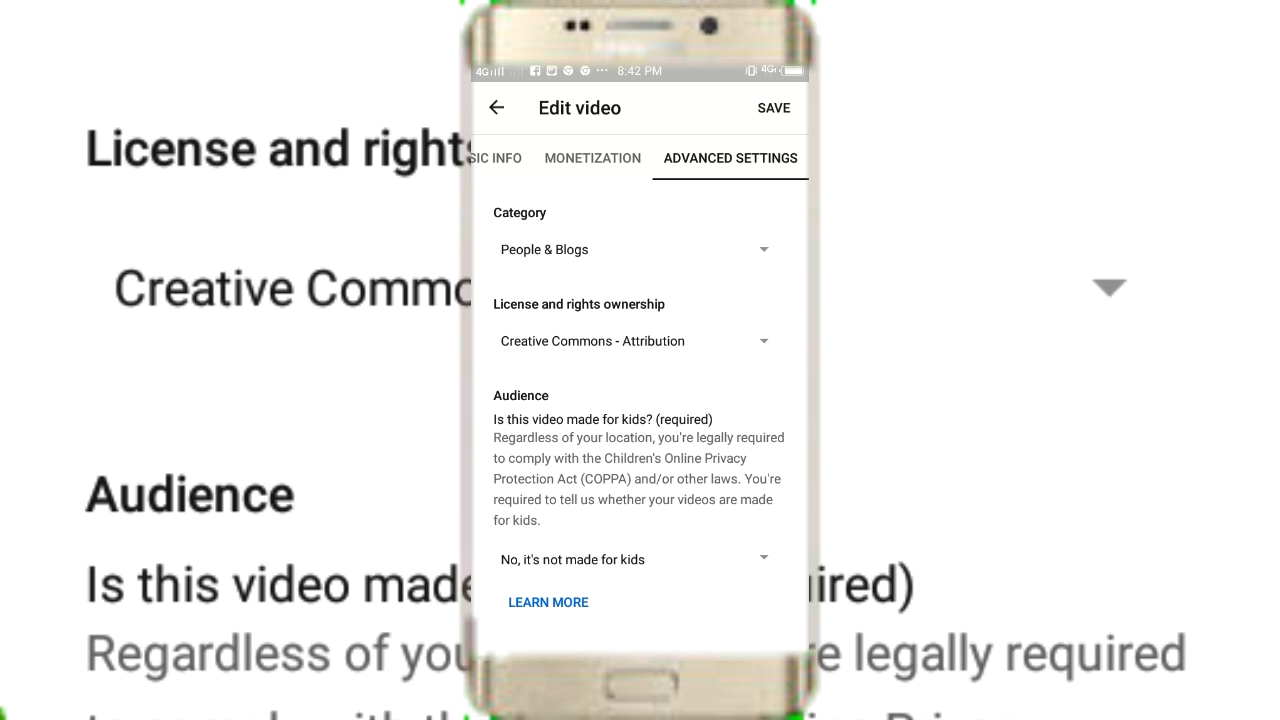 4G 8:42 PM 4G
Edit video SAVE
SIC INFO MONETIZATION ADVANCED SETTINGS
Category
People & Blogs
License and rights ownership
Creative Commons - Attribution
Audience
Is this video made for kids? (required)
Regardless of your location, you're legally required
to comply with the Children's Online Privacy
Protection Act (COPPA) and/or other laws. You're
required to tell us whether your videos are made
for kids.
No, it's not made for kids
LEARN MORE
License and rights
Creative Commo
Audience
Is this video made ired)
Regardless of you re legally required